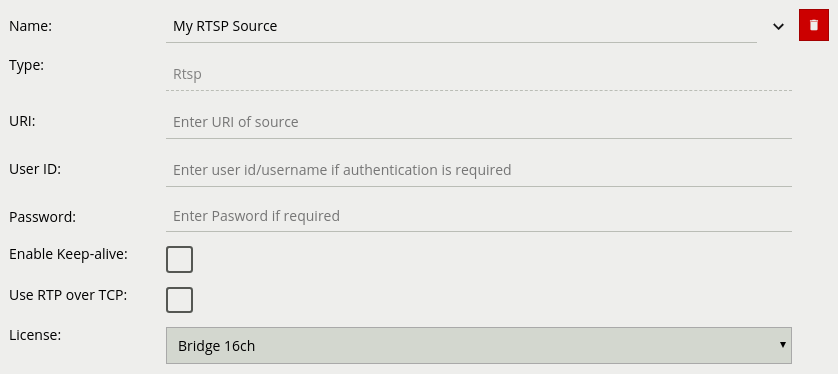 Name: My RTSP Source
Type: Rtsp
URI: Enter URI of source
User ID: Enter user id/username if authentication is required
Password: Enter Pasword if required
Enable Keep-alive:
Use RTP over TCP:
License: Bridge 16ch